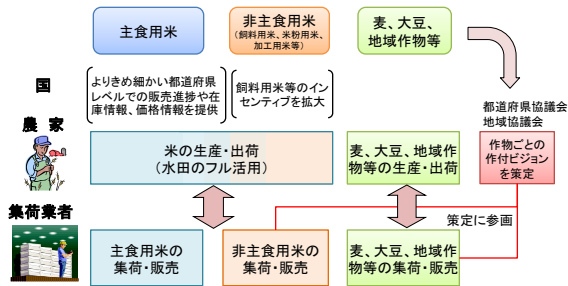 主食用米
非主食用米
(飼料用米、米粉用米、
加工用米等)
麦、大豆、
地域作物等
国
よりきめ細かい都道府県
レベルでの販売進捗や在
庫情報、価格情報を提供
飼料用米等のイン
センティブを拡大
都道府県協議会
地域協議会
農 家
米の生産・出荷
(水田のフル活用)
麦、大豆、地域作
物等の生産・出荷
作物ごとの
作付ビジョン
を策定
集荷業者
策定に参画
主食用米の
集荷・販売
非主食用米の
集荷・販売
麦、大豆、地域作
物等の集荷・販売